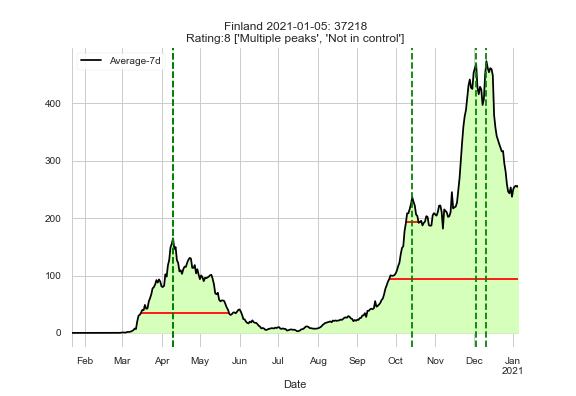 Finland 2021-01-05: 37218
Rating:8 ['Multiple peaks', 'Not in control']
Average-7d
400
300
200
100
0
Feb Mar Apr May Jun Jul Aug Sep Oct Nov Dec Jan
2021
Date